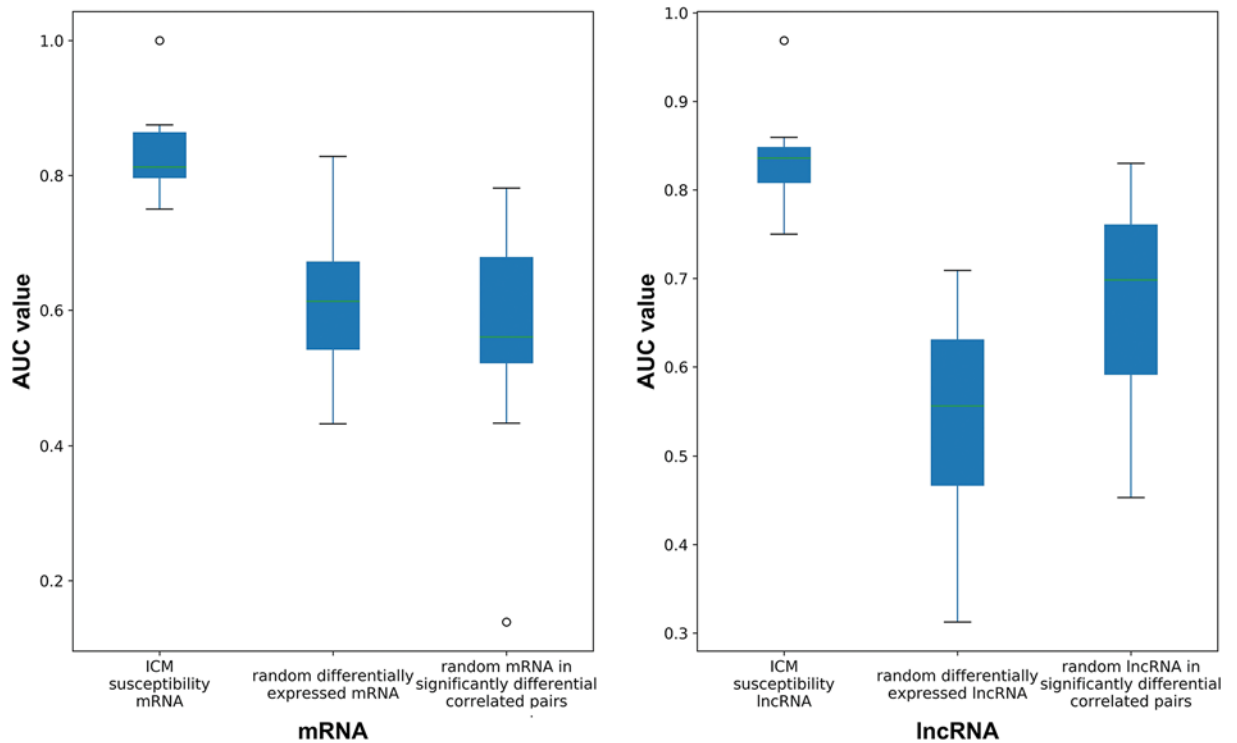 AUC value
1.0
0.8
0.6
0.4
0.2
ICM
susceptibility
mRNA
random differentially
expressed mRNA
random mRNA in
significantly differential
correlated pairs
mRNA
AUC value
1.0
0.9
0.8
0.7
0.6
0.5
0.4
0.3
ICM
susceptibility
lncRNA
random differentially
expressed lncRNA
random lncRNA in
significantly differential
correlated pairs
lncRNA